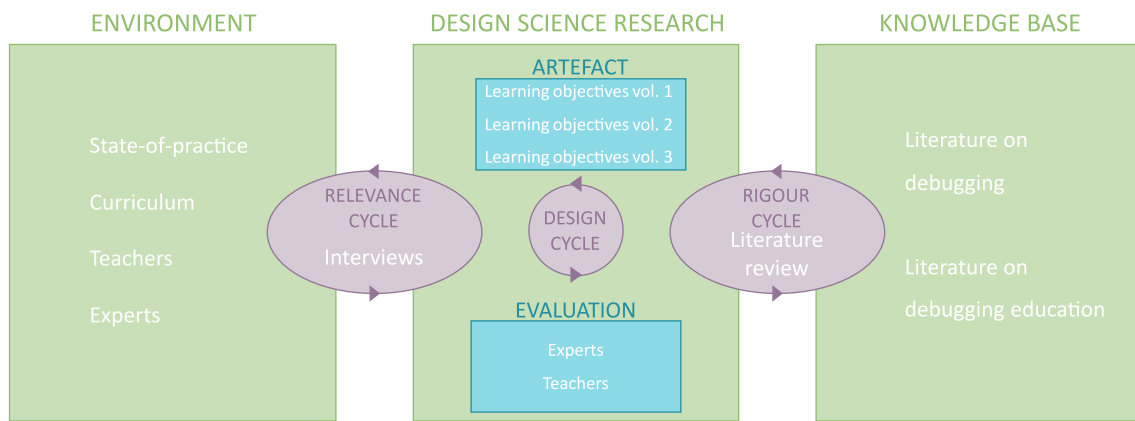 ENVIRONMENT
State-of-practice
Curriculum
Teachers
Experts
RELEVANCE
CYCLE
Interviews
DESIGN SCIENCE RESEARCH
ARTEFACT
Learning objectives vol. 1
Learning objectives vol. 2
Learning objectives vol. 3
DESIGN
CYCLE
EVALUATION
Experts
Teachers
RIGOUR
CYCLE
Literature
review
KNOWLEDGE BASE
Literature on
debugging
Literature on
debugging education